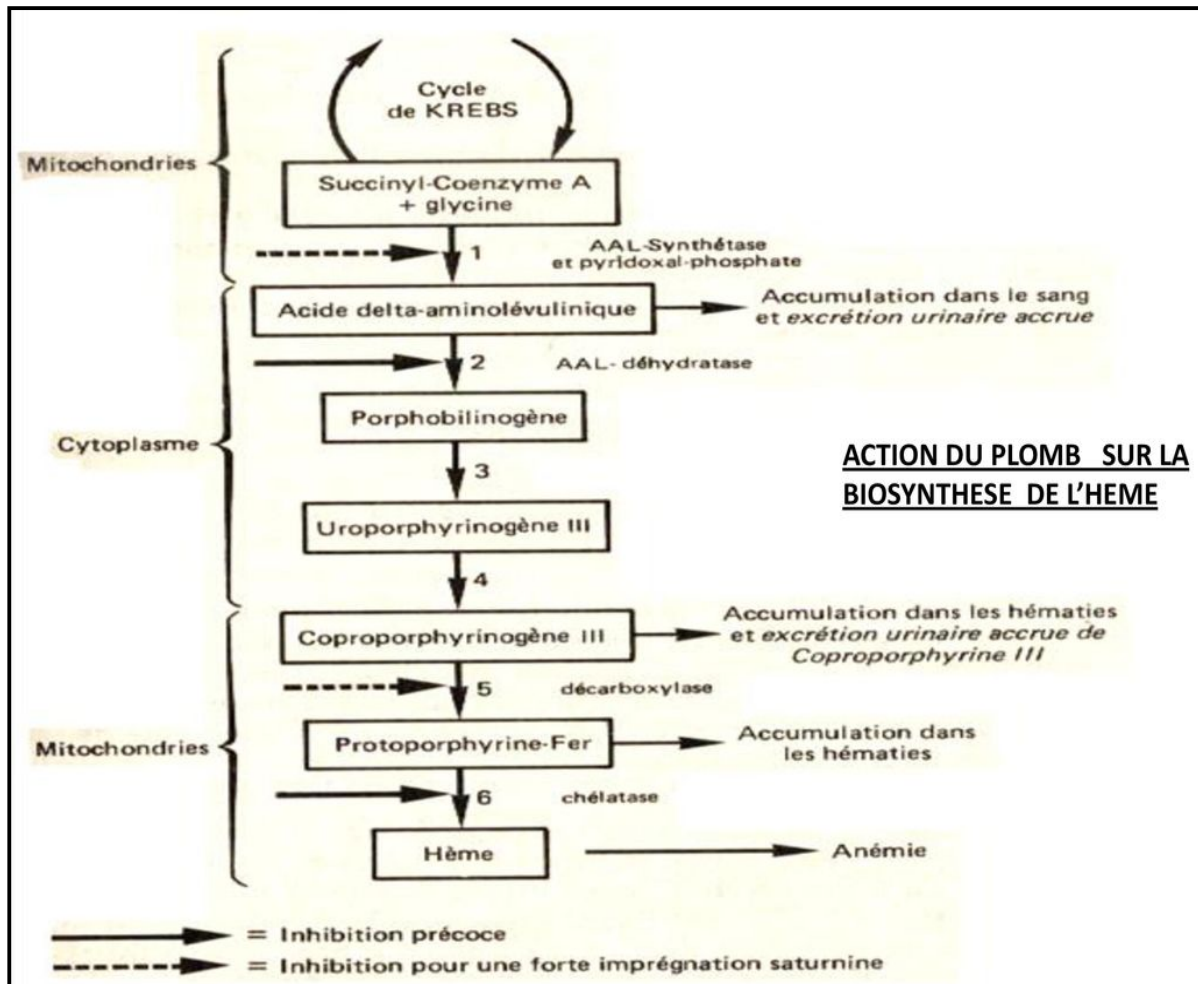 Cycle
de KREBS
Mitochondries
Succinyl-Coenzyme A
+ glycine
1
AAL-Synthétase
et pyridoxal-phosphate
Acide delta-aminolévulinique
Accumulation dans le sang
et excrétion urinaire accrue
2
AAL-déhydratase
Porphobilinogène
Cytoplasme
3
ACTION DU PLOMB SUR LA
BIOSYNTHESE DE L’HEME
Uroporphyrinogène III
4
Coproporphyrinogène III
Accumulation dans les hématies
et excrétion urinaire accrue de
Coproporphyrine III
5
décarboxylase
Mitochondries
Protoporphyrine-Fer
Accumulation dans
les hématies
6
chélatase
Hème
Anémie
= Inhibition précoce
= Inhibition pour une forte imprégnation saturnine